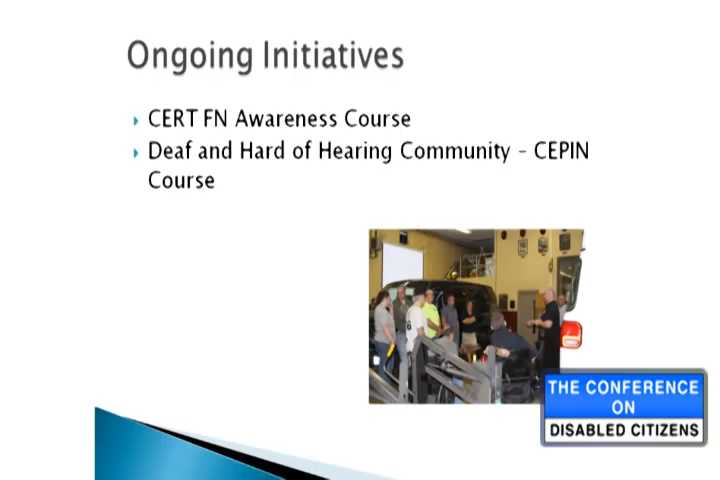 Ongoing Initiatives
CERT FN Awareness Course
Deaf and Hard of Hearing Community - CEPIN
Course
THE CONFERENCE
ON
DISABLED CITIZENS